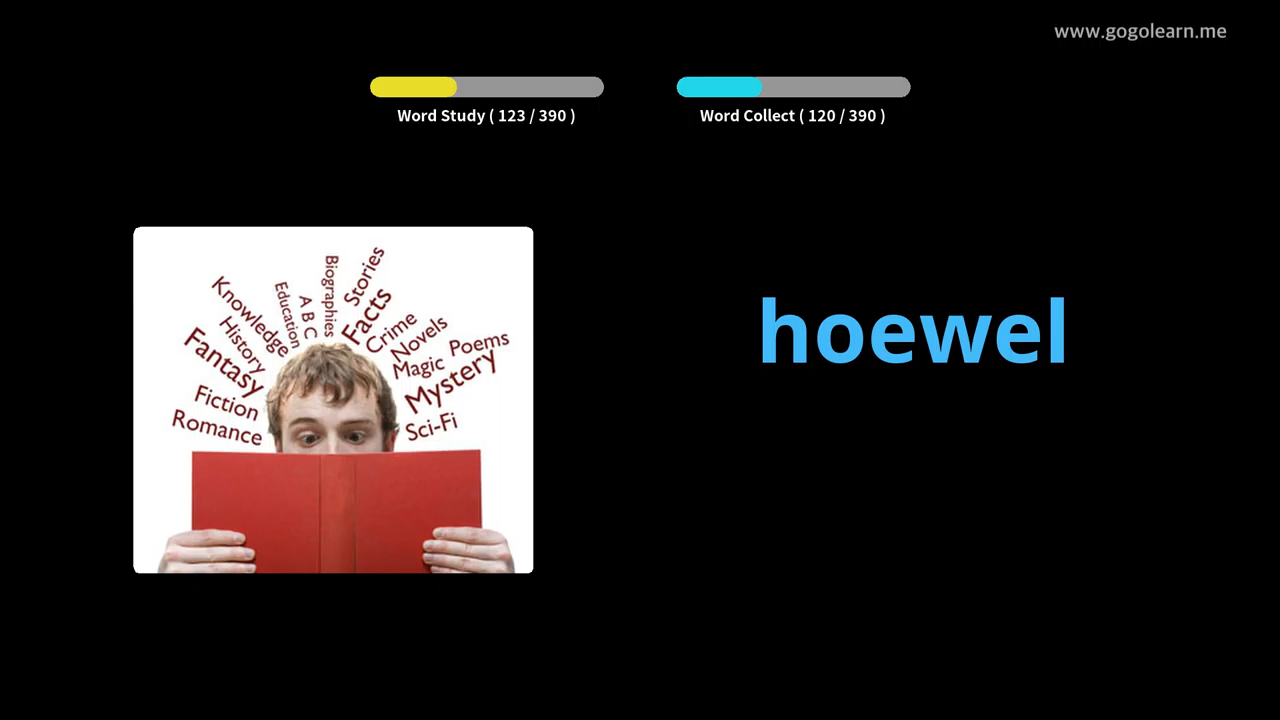 www.gogolearn.me
Word Study ( 123 / 390 )
Word Collect ( 120 / 390 )
Biographies
Stories
Education
A B C
Facts
Knowledge
Crime
History
Novels
Fantasy
Magic
Poems
Mystery
Fiction
Romance
Sci-Fi
hoewel